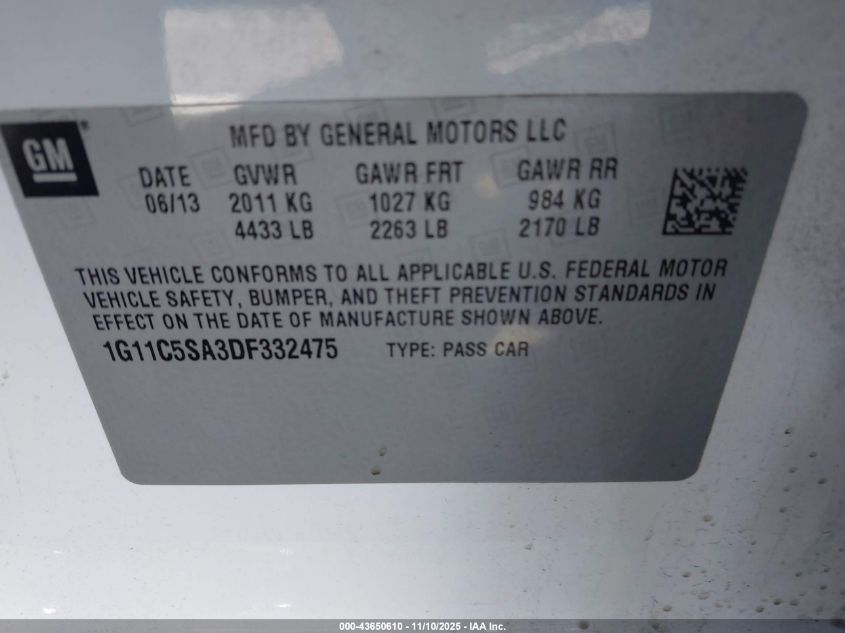 GM®
MFD BY GENERAL MOTORS LLC
DATE GVWR GAWR FRT GAWR RR
06/13 2011 KG 1027 KG 984 KG
4433 LB 2263 LB 2170 LB
THIS VEHICLE CONFORMS TO ALL APPLICABLE U.S. FEDERAL MOTOR
VEHICLE SAFETY, BUMPER, AND THEFT PREVENTION STANDARDS IN
EFFECT ON THE DATE OF MANUFACTURE SHOWN ABOVE.
1G11C5SA3DF332475 TYPE: PASS CAR
000-43650610 - 11/10/2025 - IAA Inc.